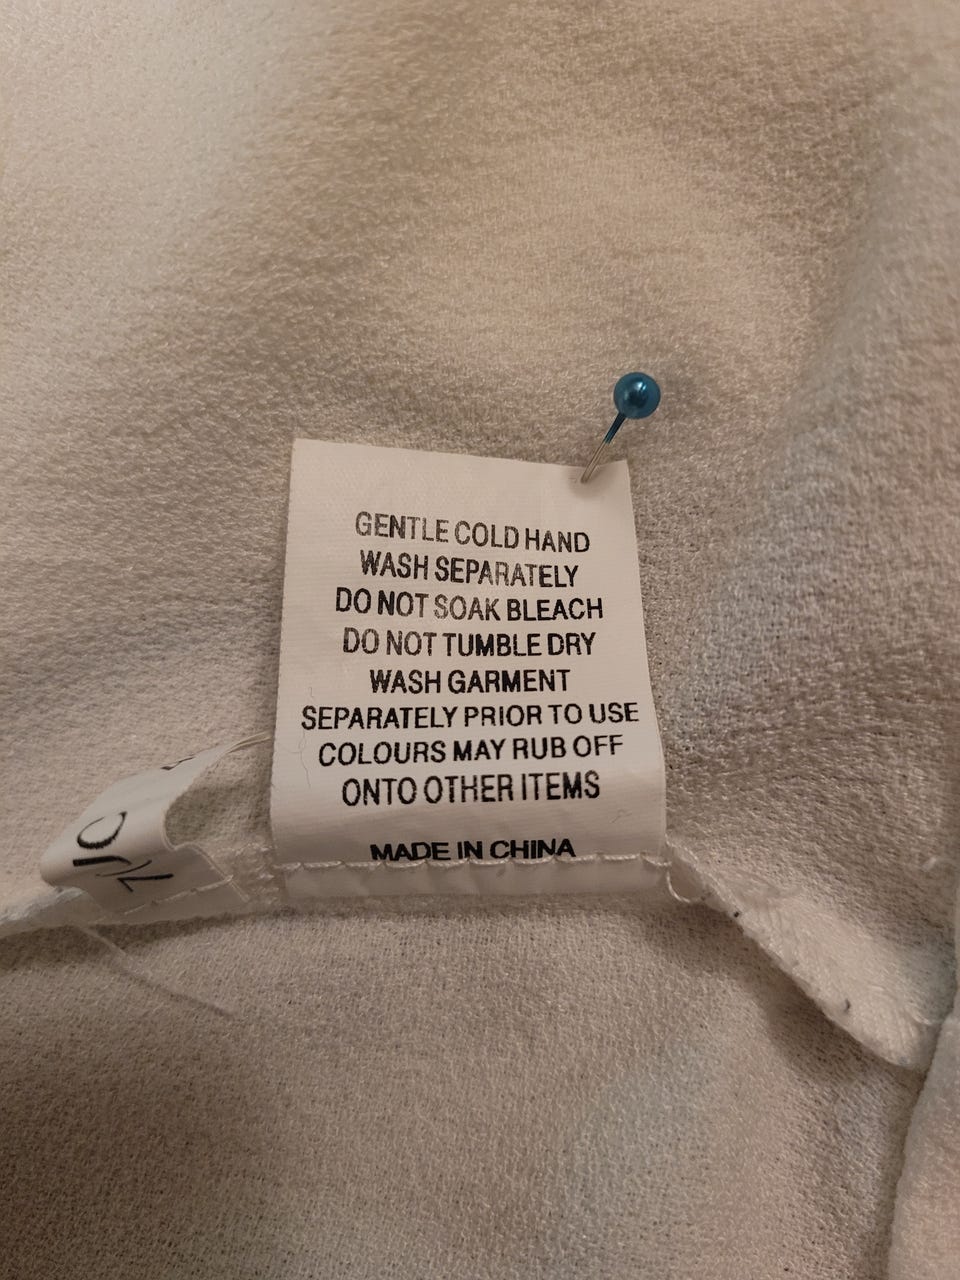 GENTLE COLD HAND
WASH SEPARATELY
DO NOT SOAK BLEACH
DO NOT TUMBLE DRY
WASH GARMENT
SEPARATELY PRIOR TO USE
COLOURS MAY RUB OFF
ONTO OTHER ITEMS
MADE IN CHINA